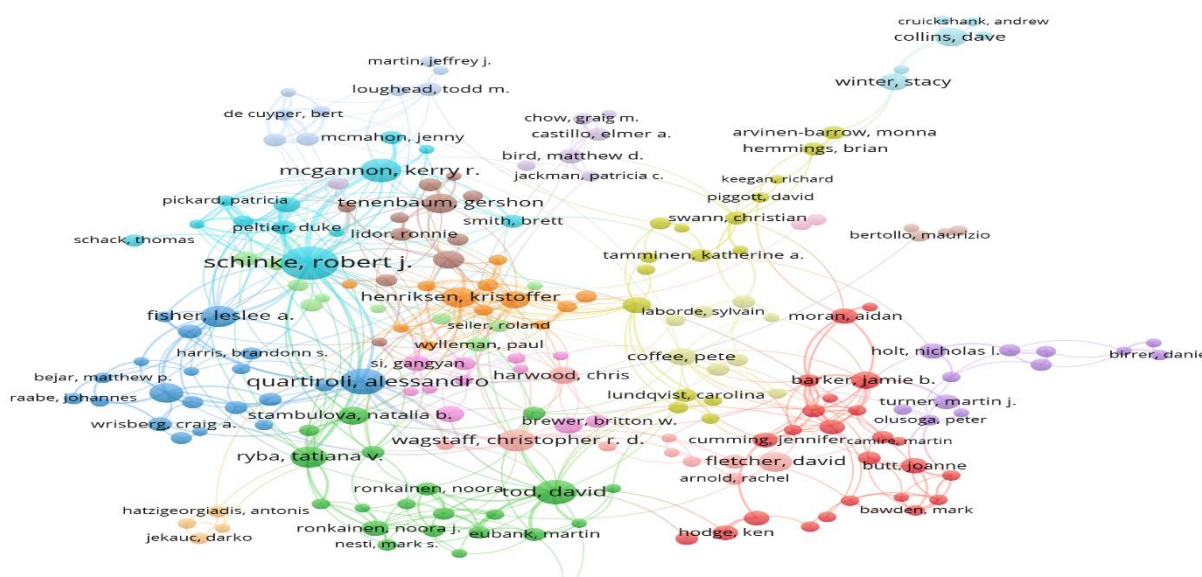 cruickshank, andrew
collins, dave
martin, jeffrey j.
loughead, todd m.
winter, stacy
de cuyper, bert
chow, graig m.
castillo, elmer a.
mcmahon, jenny
arvinen-barrow, monna
hemmings, brian
bird, matthew d.
mcgannon, kerry r.
jackman, patricia c.
keegan, richard
pickard, patricia
tenenbaum, gershon
piggott, david
peltier, duke
smith, brett
swann, christian
schack, thomas
lidor, ronnie
bertollo, maurizio
schinke, robert j.
tamminen, katherine a.
henriksen, kristoffer
fisher, leslee a.
laborde, sylvain
moran, aidan
seiler, roland
wylleman, paul
harris, brandonn s.
si, gangyan
coffee, pete
holt, nicholas l.
birrer, danie
bejar, matthew p.
quartiroli, alessandro
harwood, chris
barker, jamie b.
raabe, johannes
lundqvist, carolina
turner, martin j.
stambulova, natalia b.
wrisberg, craig a.
brewer, britton w.
olusoga, peter
wagstaff, christopher r. d.
cumming, jennifer
camire, martin
ryba, tatiana v.
fletcher, david
butt, joanne
arnold, rachel
ronkainen, noora
tod, david
hatzigeorgiadis, antonis
bawden, mark
ronkainen, noora j.
jekauc, darko
eubank, martin
hodge, ken
nesti, mark s.